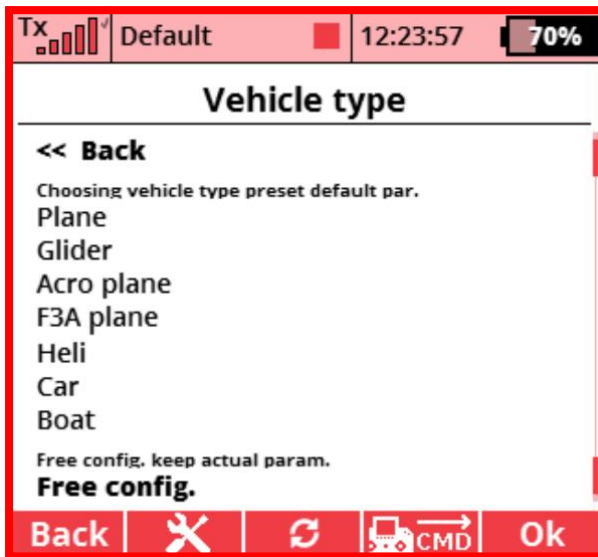 Tx Default 12:23:57 70%
Vehicle type
<< Back
Choosing vehicle type preset default par.
Plane
Glider
Acro plane
F3A plane
Heli
Car
Boat
Free config. keep actual param.
Free config.
Back CMD Ok